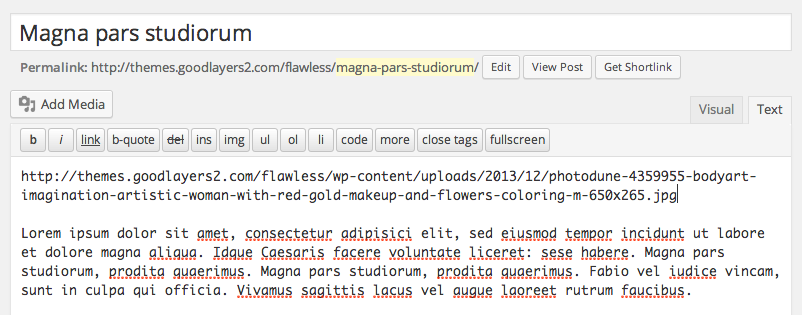 Magna pars studiorum
Permalink: http://themes.goodlayers2.com/flawless/magna-pars-studiorum/ Edit View Post Get Shortlink
Add Media Visual Text
b i link b-quote del ins img ul ol li code more close tags fullscreen
http://themes.goodlayers2.com/flawless/wp-content/uploads/2013/12/photodune-4359955-bodyart-
imagination-artistic-woman-with-red-gold-makeup-and-flowers-coloring-m-650x265.jpg
Lorem ipsum dolor sit amet, consectetur adipisici elit, sed eiusmod tempor incidunt ut labore
et dolore magna aliqua. Idque Caesaris facere voluntate liceret: sese habere. Magna pars
studiorum, prodita quaerimus. Magna pars studiorum, prodita quaerimus. Fabio vel iudice vincam,
sunt in culpa qui officia. Vivamus sagittis lacus vel augue laoreet rutrum faucibus.